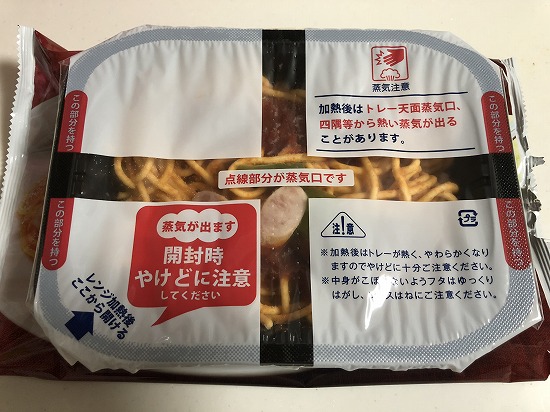 蒸気注意
加熱後はトレー天面蒸気口、
四隅等から熱い蒸気が出る
ことがあります。
この部分を持つ
この部分を持つ
点線部分が蒸気口です
この部分を持つ
この部分を持つ
蒸気が出ます
開封時
やけどに注意
してください
レンジ加熱後
ここから開ける
注!意
プラ
※加熱後はトレーが熱く、やわらかくなり
ますのでやけどに十分ご注意ください。
※中身がこぼ ないようフタはゆっくり
はがし、 スはねにご注意ください。